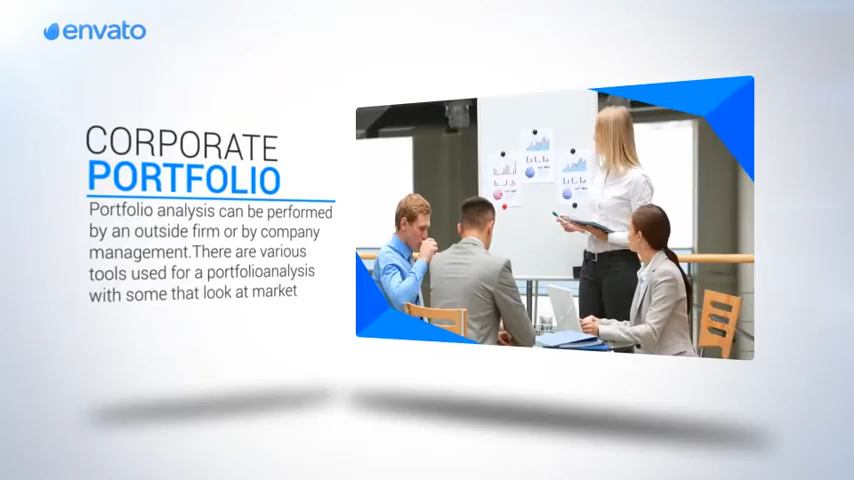 envato
CORPORATE
PORTFOLIO
Portfolio analysis can be performed
by an outside firm or by company
management.There are various
tools used for a portfolioanalysis
with some that look at market